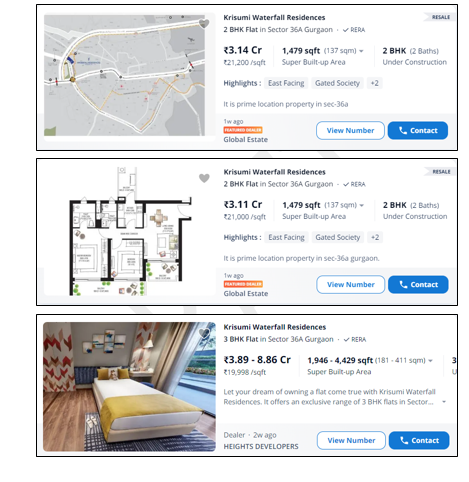 Krisumi Waterfall Residences
RESALE
2 BHK Flat in Sector 36A Gurgaon · ✓ RERA
₹3.14 Cr
1,479 sqft (137 sqm)
2 BHK (2 Baths)
₹21,200 /sqft
Super Built-up Area
Under Construction
Highlights : East Facing Gated Society +2
It is prime location property in sec-36a
1w ago
FEATURED DEALER
Global Estate
View Number
Contact
Krisumi Waterfall Residences
RESALE
2 BHK Flat in Sector 36A Gurgaon · ✓ RERA
₹3.11 Cr
1,479 sqft (137 sqm)
2 BHK (2 Baths)
₹21,000 /sqft
Super Built-up Area
Under Construction
Highlights : East Facing Gated Society +2
It is prime location property in sec-36a gurgaon.
1w ago
FEATURED DEALER
Global Estate
View Number
Contact
Krisumi Waterfall Residences
3 BHK Flat in Sector 36A Gurgaon · ✓ RERA
₹3.89 - 8.86 Cr
1,946 - 4,429 sqft (181 - 411 sqm)
3
₹19,998 /sqft
Super Built-up Area
U
Let your dream of owning a flat come true with Krisumi Waterfall
Residences. It offers an exclusive range of 3 BHK flats in Sector...
Dealer · 2w ago
HEIGHTS DEVELOPERS
View Number
Contact